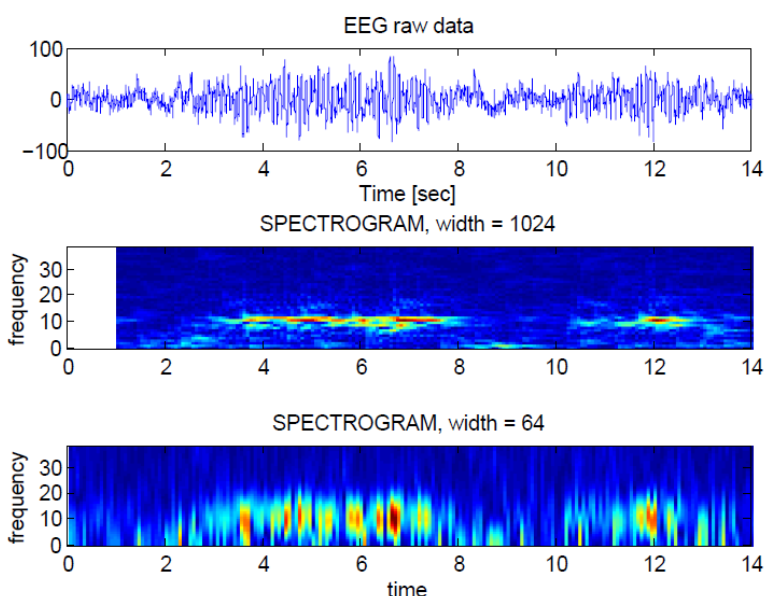 EEG raw data
100
0
−100
0 2 4 6 8 10 12 14
Time [sec]
SPECTROGRAM, width = 1024
frequency
30
20
10
0
0 2 4 6 8 10 12 14
SPECTROGRAM, width = 64
frequency
30
20
10
0
0 2 4 6 8 10 12 14
time